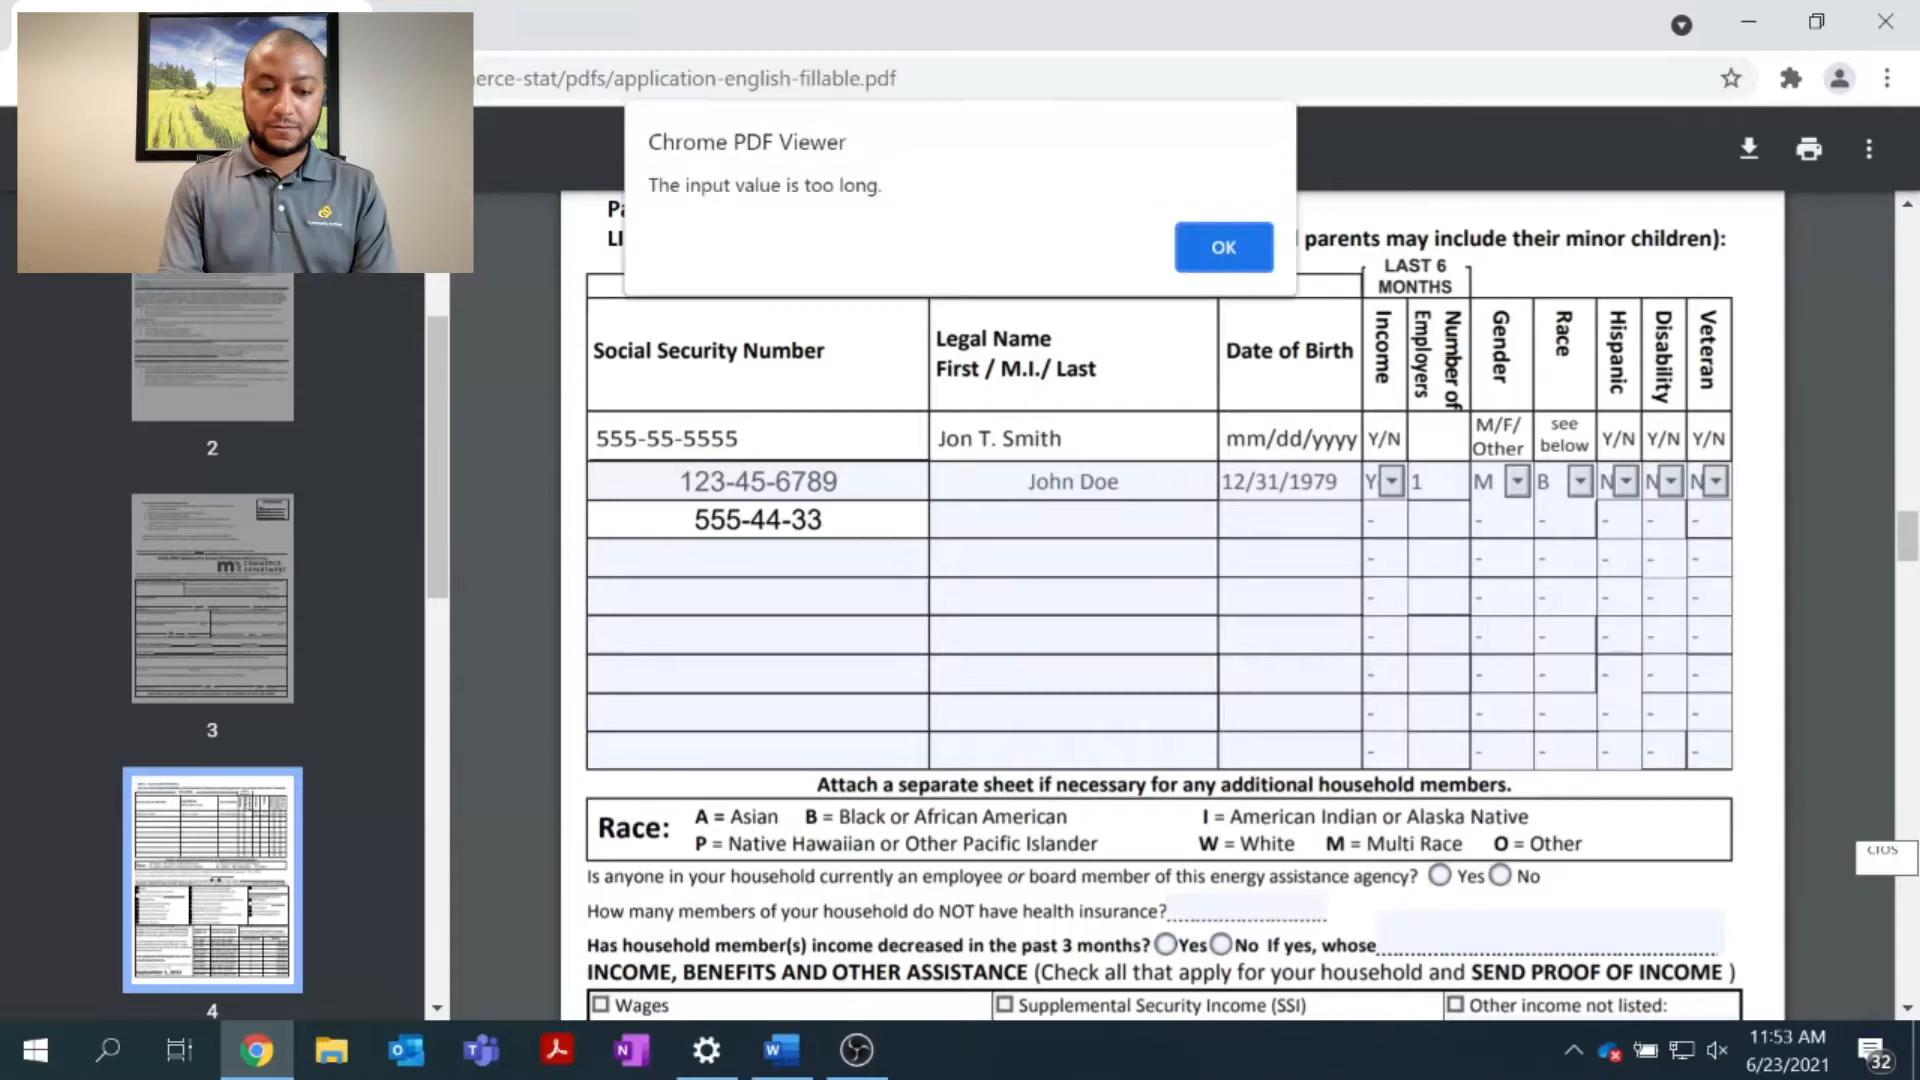 erce-stat/pdfs/application-english-fillable.pdf
Chrome PDF Viewer
The input value is too long.
OK
parents may include their minor children):
LAST 6
MONTHS
Social Security Number
Legal Name
First / M.I./ Last
Date of Birth
Income
Number of
Employers
Gender
Race
Hispanic
Disability
Veteran
555-55-5555 Jon T. Smith mm/dd/yyyy Y/N M/F/ Other see below Y/N Y/N Y/N
123-45-6789 John Doe 12/31/1979 Y 1 M B N N N
555-44-33 - - - - - -
- - - - - -
- - - - - -
- - - - - -
- - - - - -
- - - - - -
- - - - - -
Attach a separate sheet if necessary for any additional household members.
Race: A = Asian B = Black or African American I = American Indian or Alaska Native
P = Native Hawaiian or Other Pacific Islander W = White M = Multi Race O = Other
Is anyone in your household currently an employee or board member of this energy assistance agency? Yes No
How many members of your household do NOT have health insurance?
Has household member(s) income decreased in the past 3 months? Yes No If yes, whose
INCOME, BENEFITS AND OTHER ASSISTANCE (Check all that apply for your household and SEND PROOF OF INCOME )
Wages Supplemental Security Income (SSI) Other income not listed:
2
3
4
11:53 AM
6/23/2021
32